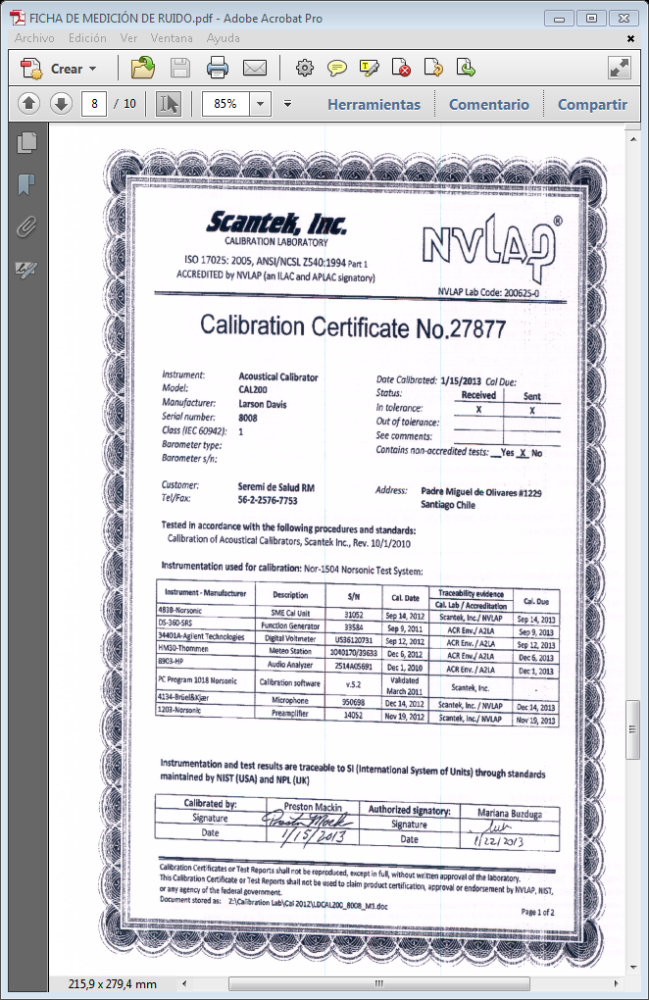 FICHA DE MEDICIÓN DE RUIDO.pdf - Adobe Acrobat Pro
Archivo Edición Ver Ventana Ayuda
Crear
8 / 10 85% Herramientas Comentario Compartir
Scantek, Inc.
CALIBRATION LABORATORY
ISO 17025: 2005, ANSI/NCSL Z540:1994 Part 1
ACCREDITED by NVLAP (an ILAC and APLAC signatory)
NVLAP®
NVLAP Lab Code: 200625-0
Calibration Certificate No.27877
Instrument: Acoustical Calibrator
Model: CAL200
Manufacturer: Larson Davis
Serial number: 8008
Class (IEC 60942): 1
Barometer type:
Barometer s/n:
Date Calibrated: 1/15/2013 Cal Due:
Status: Received Sent
In tolerance: X X
Out of tolerance:
See comments:
Contains non-accredited tests: __Yes X No
Customer: Seremi de Salud RM
Tel/Fax: 56-2-2576-7753
Address: Padre Miguel de Olivares #1229
Santiago Chile
Tested in accordance with the following procedures and standards:
Calibration of Acoustical Calibrators, Scantek Inc., Rev. 10/1/2010
Instrumentation used for calibration: Nor-1504 Norsonic Test System:
Instrument - Manufacturer Description S/N Cal. Date Traceability evidence Cal. Due
Cal. Lab / Accreditation
483B-Norsonic SME Cal Unit 31052 Sep 14, 2012 Scantek, Inc./ NVLAP Sep 14, 2013
DS-360-SRS Function Generator 33584 Sep 9, 2011 ACR Env./ A2LA Sep 9, 2013
34401A-Agilent Technologies Digital Voltmeter US36120731 Sep 12, 2012 ACR Env. / A2LA Sep 12, 2013
HM30-Thommen Meteo Station 1040170/39633 Dec 6, 2012 ACR Env./ A2LA Dec 6, 2013
8903-HP Audio Analyzer 2514A05691 Dec 1, 2010 ACR Env. / A2LA Dec 1, 2013
PC Program 1018 Norsonic Calibration software v.5.2 Validated March 2011 Scantek, Inc. -
4134-Brüel&Kjær Microphone 950698 Dec 14, 2012 Scantek, Inc. / NVLAP Dec 14, 2013
1203-Norsonic Preamplifier 14052 Nov 19, 2012 Scantek, Inc./ NVLAP Nov 19, 2013
Instrumentation and test results are traceable to SI (International System of Units) through standards
maintained by NIST (USA) and NPL (UK)
Calibrated by: Preston Mackin Authorized signatory: Mariana Buzduga
Signature Signature
Date 1/15/2013 Date 1/22/2013
Calibration Certificates or Test Reports shall not be reproduced, except in full, without written approval of the laboratory.
This Calibration Certificate or Test Reports shall not be used to claim product certification, approval or endorsement by NVLAP, NIST,
or any agency of the federal government.
Document stored as: Z:\Calibration Lab\Cal 2012\LDCAL200_8008_M1.doc
Page 1 of 2
215,9 x 279,4 mm